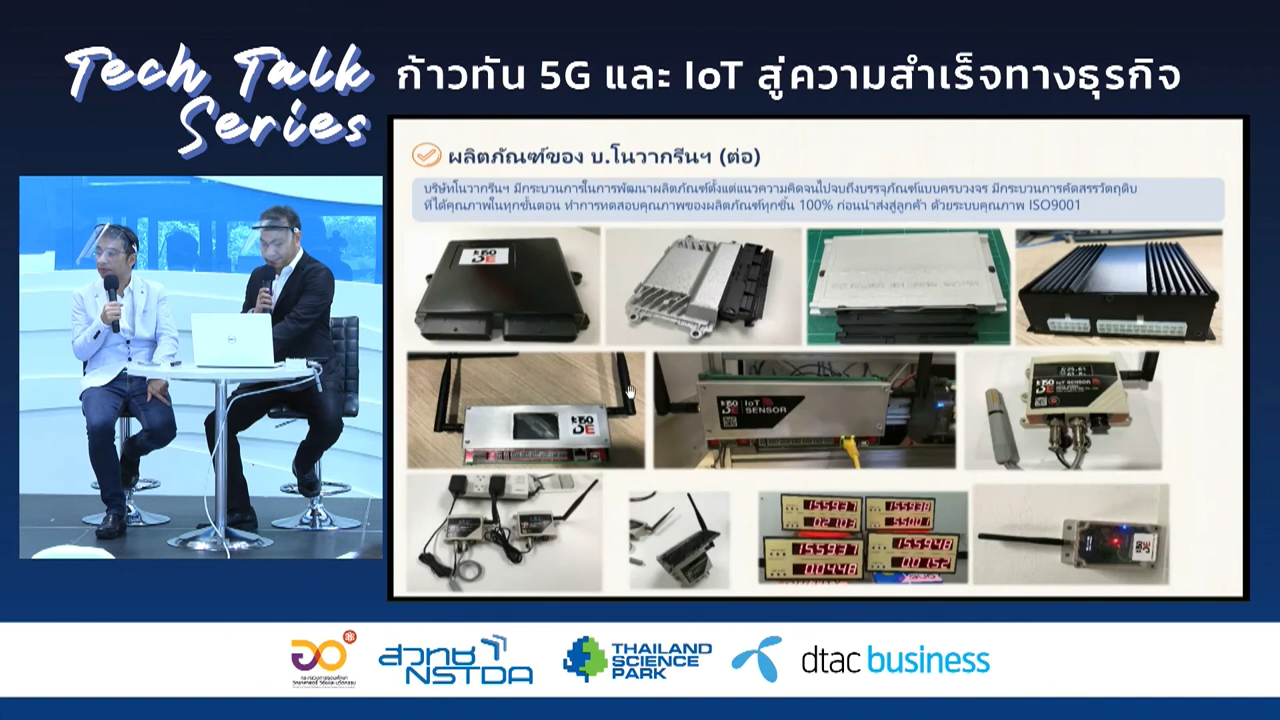 Tech Talk
Series
ก้าวทัน 5G และ IoT สู่ความสำเร็จทางธุรกิจ
ผลิตภัณฑ์ของ บ.โนวากรีนฯ (ต่อ)
บริษัทโนวากรีนฯ มีกระบวนการในการพัฒนาผลิตภัณฑ์ตั้งแต่แนวความคิดจนไปจบถึงบรรจุภัณฑ์แบบครบวงจร มีกระบวนการคัดสรรวัตถุดิบ
ที่ได้คุณภาพในทุกขั้นตอน ทำการทดสอบคุณภาพของผลิตภัณฑ์ทุกชิ้น 100% ก่อนนำส่งสู่ลูกค้า ด้วยระบบคุณภาพ ISO9001
IoT
SENSOR
IoT SENSOR
155937
155938
0.2103
55001
155937
155948
0.0448
0.0152
DELL
สวทช
NSTDA
THAILAND
SCIENCE
PARK
dtac business